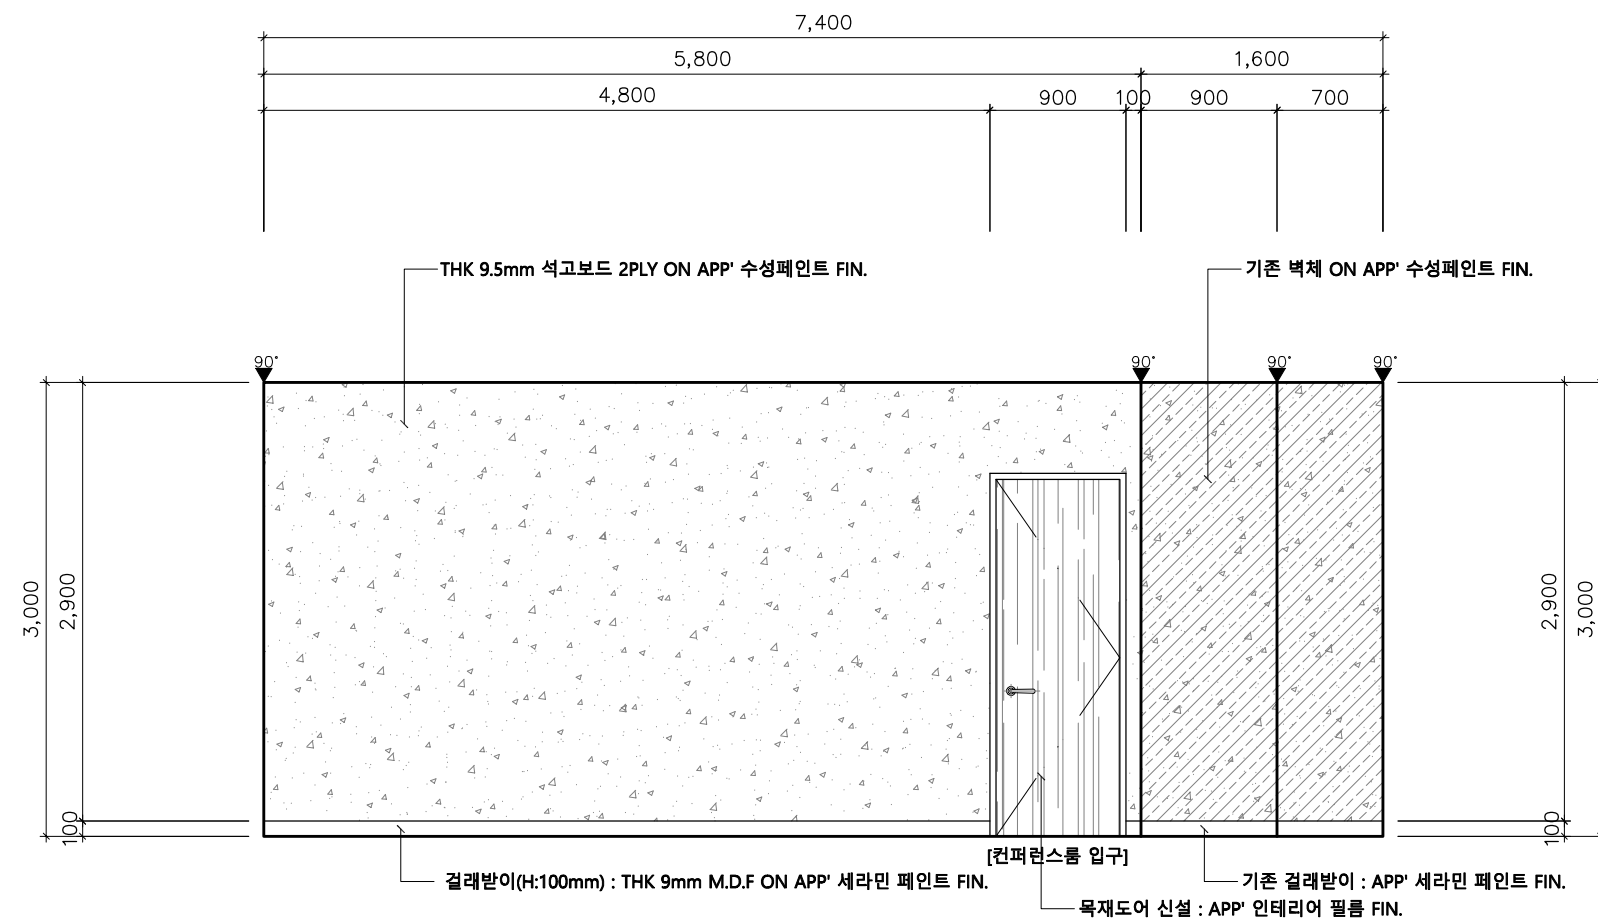 7,400
5,800 1,600
4,800 900 100 900 700
THK 9.5mm 석고보드 2PLY ON APP' 수성페인트 FIN. 기존 벽체 ON APP' 수성페인트 FIN.
90° 90° 90° 90°
3,000 2,900 2,900 3,000
100 100
[컨퍼런스룸 입구]
걸래받이(H:100mm) : THK 9mm M.D.F ON APP' 세라민 페인트 FIN. 기존 걸래받이 : APP' 세라민 페인트 FIN.
목재도어 신설 : APP' 인테리어 필름 FIN.